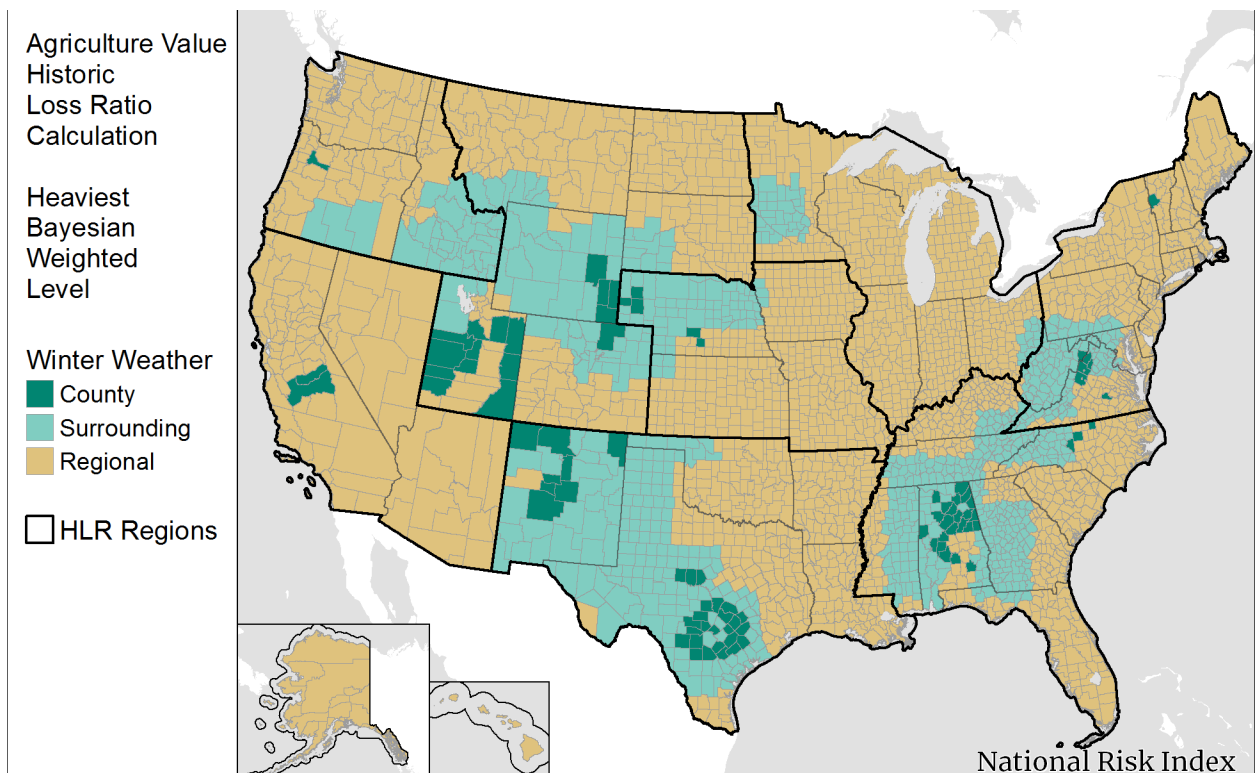 Agriculture Value
Historic
Loss Ratio
Calculation
Heaviest
Bayesian
Weighted
Level
Winter Weather
County
Surrounding
Regional
HLR Regions
National Risk Index